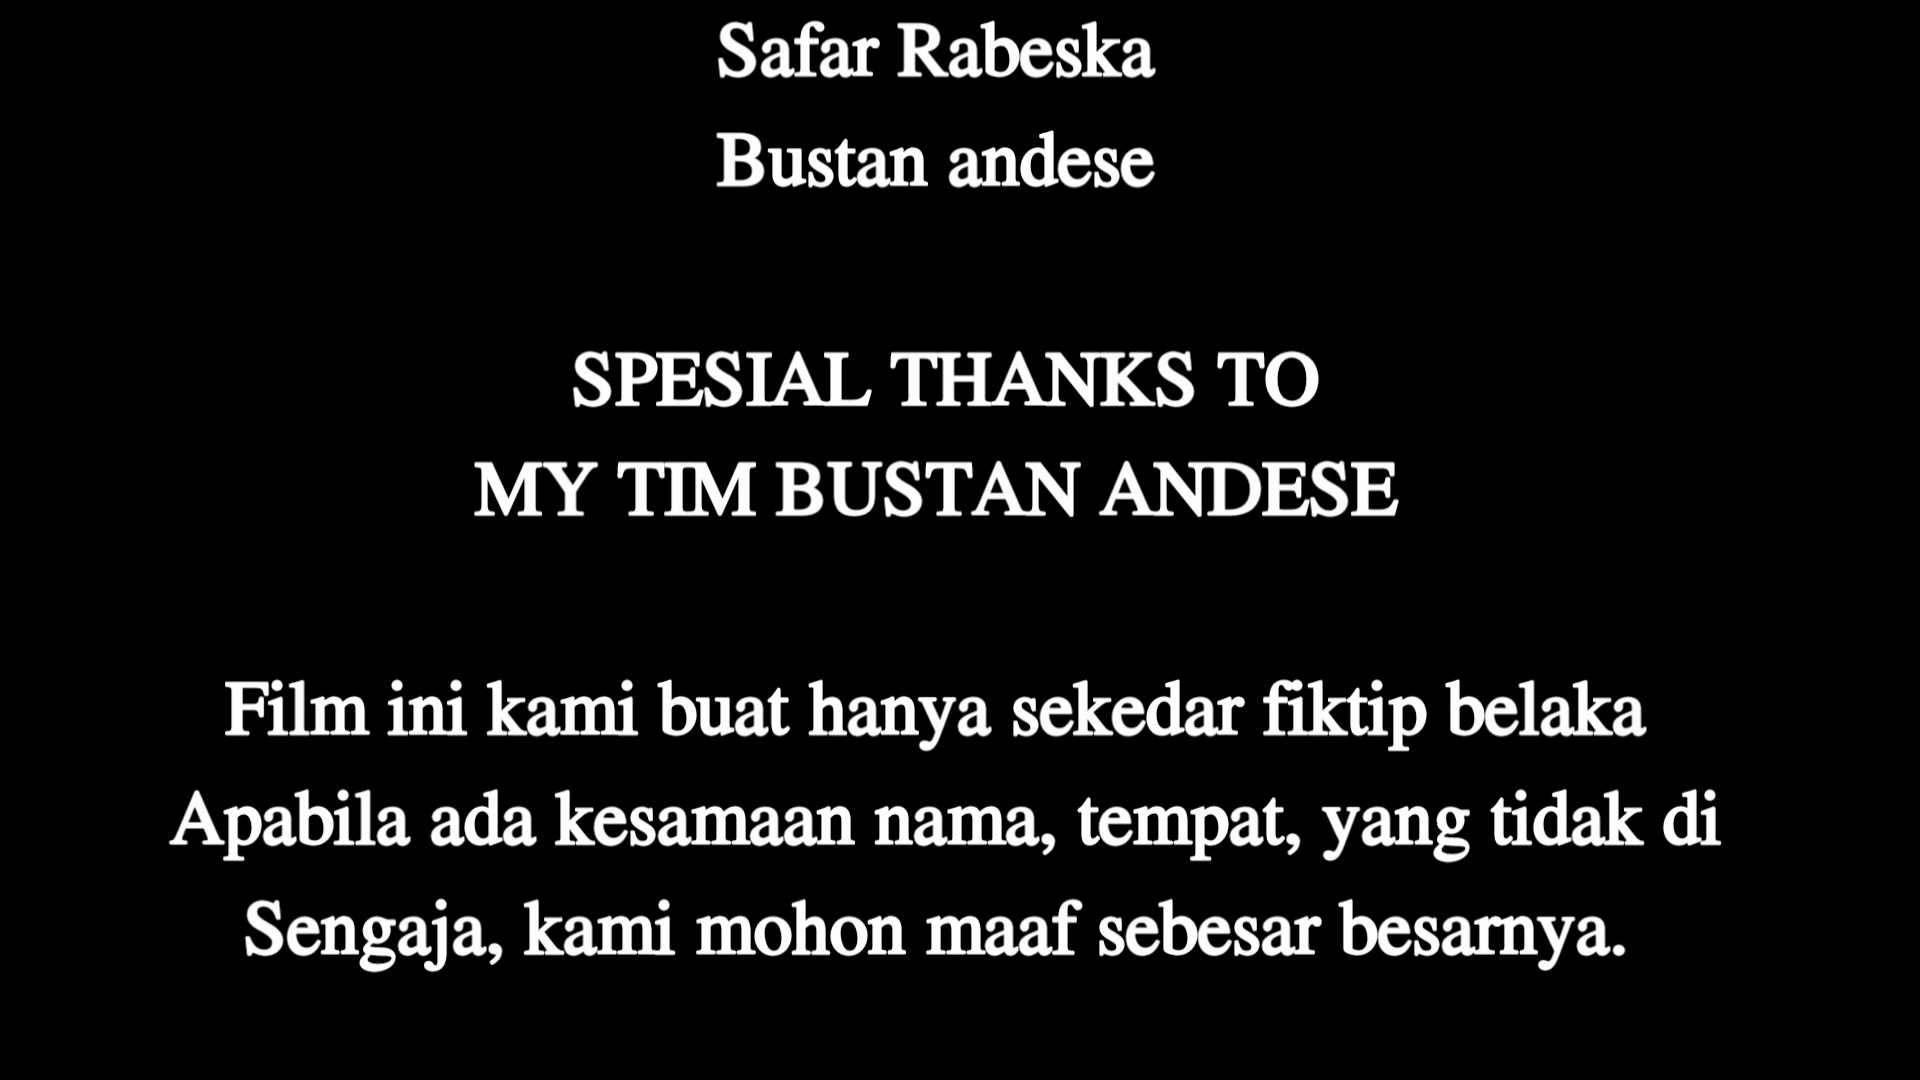 Safar Rabeska
Bustan andese
SPESIAL THANKS TO
MY TIM BUSTAN ANDESE
Film ini kami buat hanya sekedar fiktip belaka
Apabila ada kesamaan nama, tempat, yang tidak di
Sengaja, kami mohon maaf sebesar besarnya.